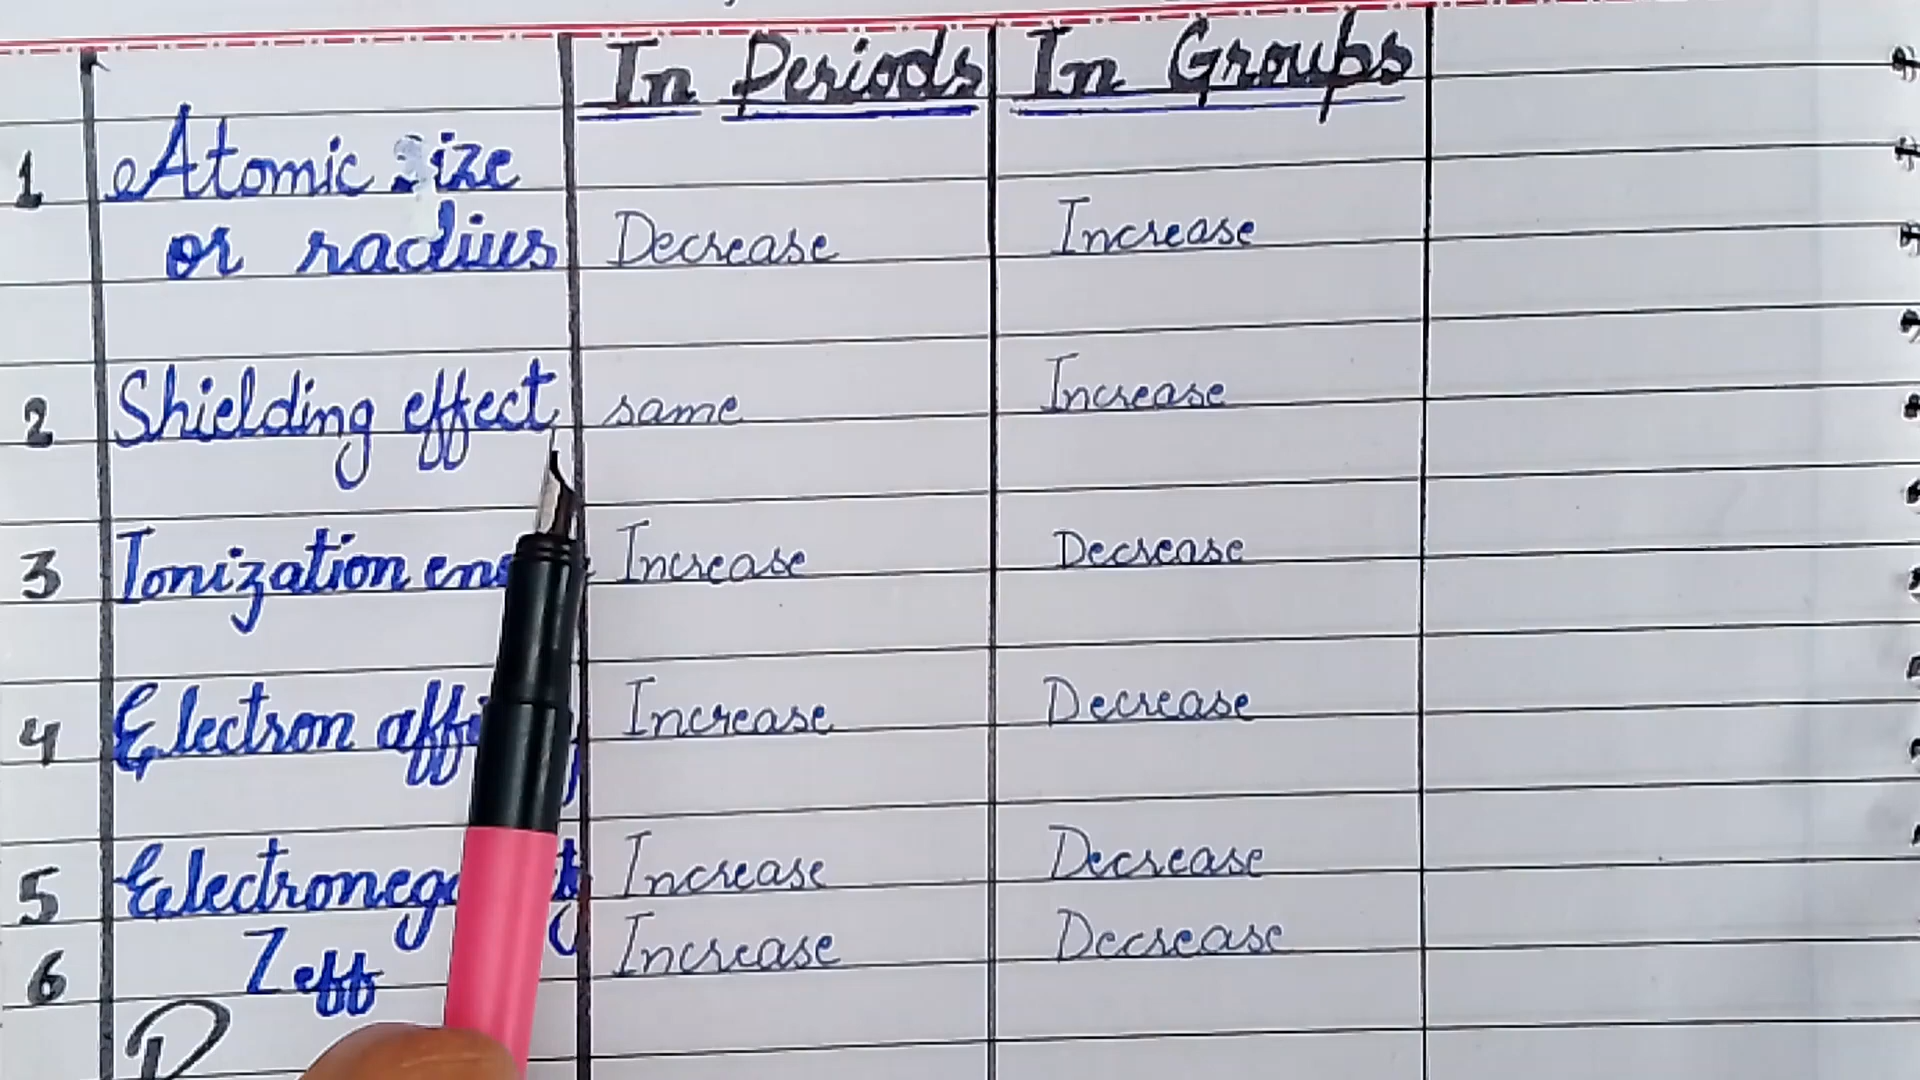 In Periods In Groups
1 Atomic size
or radius Decrease Increase
2 Shielding effect same Increase
3 Ionization Increase Decrease
4 Electron Increase Decrease
5 Increase Decrease
6 Zeff Increase Decrease